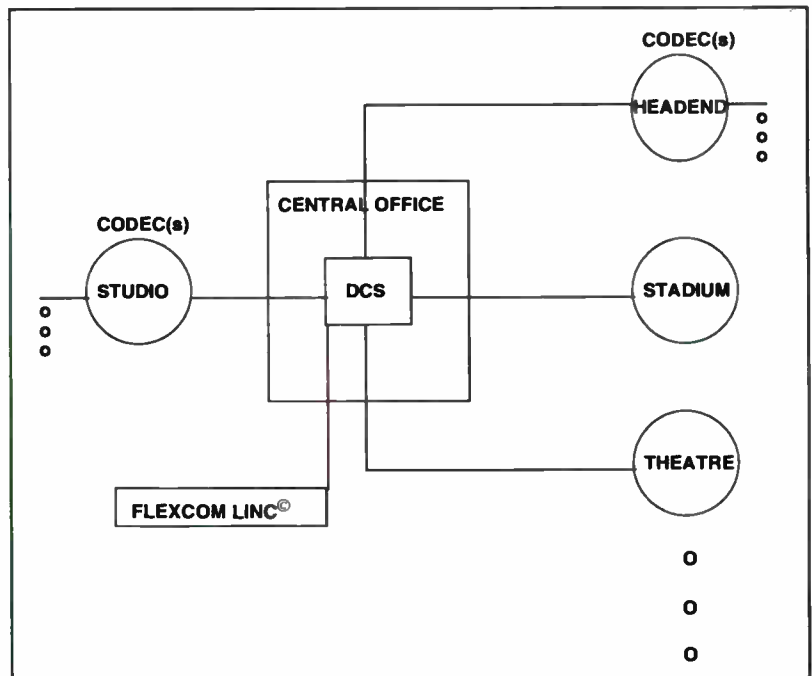 CODEC(s)
HEADEND
o
o
o
CENTRAL OFFICE
CODEC(s)
STUDIO
DCS
STADIUM
o
o
o
THEATRE
FLEXCOM LINC©
o
o
o